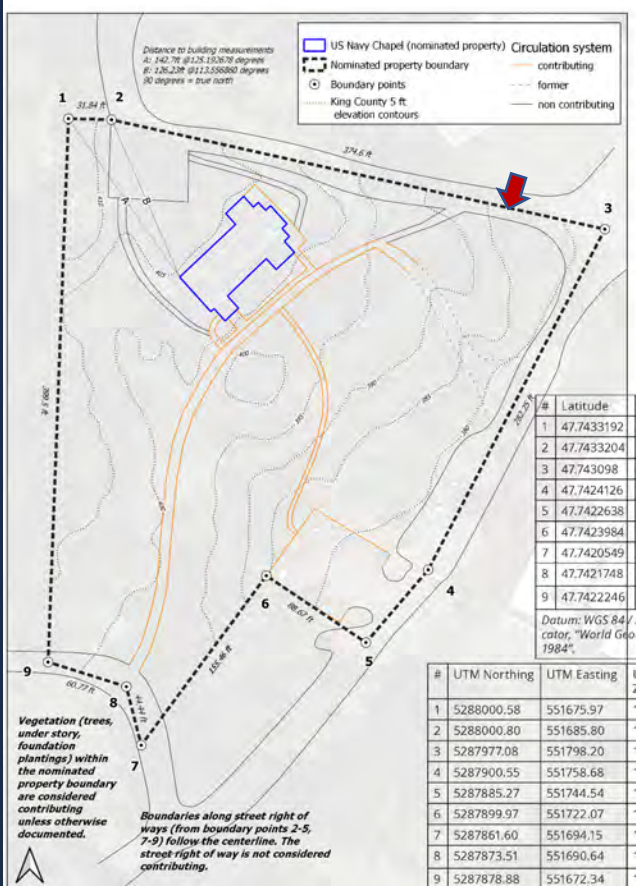 Distance to building measurements
A: 142.7ft @125.192678 degrees
B: 126.23ft @113.556860 degrees
90 degrees = true north
US Navy Chapel (nominated property)
Nominated property boundary
Boundary points
King County 5 ft
elevation contours
Circulation system
contributing
former
non contributing
1
31.84 ft
2
374.6 ft
3
A
B
405
400
395
390
385
380
400
389.5 ft
282.25 ft
4
5
6
88.67 ft
155.46 ft
9
60.77 ft
8
44.44 ft
7
# Latitude
1 47.7433192
2 47.7433204
3 47.743098
4 47.7424126
5 47.7422638
6 47.7423984
7 47.7420549
8 47.7421748
9 47.7422246
Datum: WGS 84 /
cator, "World Geo
1984".
# UTM Northing UTM Easting
1 5288000.58 551675.97
2 5288000.80 551685.80
3 5287977.08 551798.20
4 5287900.55 551758.68
5 5287885.27 551744.54
6 5287899.97 551722.07
7 5287861.60 551694.15
8 5287873.51 551690.64
9 5287878.88 551672.34
Vegetation (trees,
under story,
foundation
plantings) within
the nominated
property boundary
are considered
contributing
unless otherwise
documented.
Boundaries along street right of
ways (from boundary points 2-5,
7-9) follow the centerline. The
street right of way is not considered
contributing.